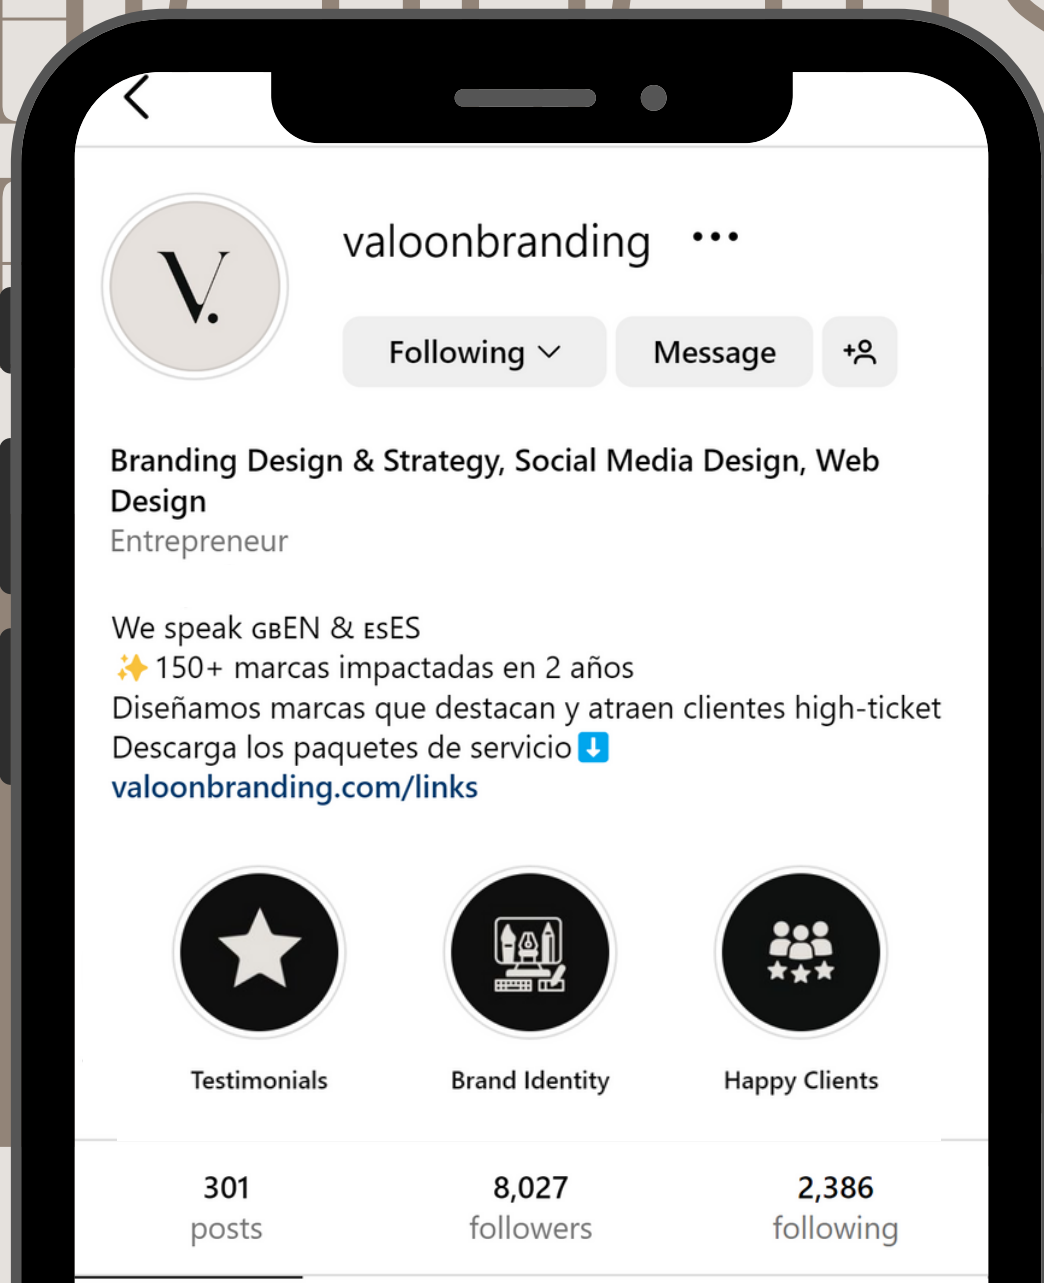 V.
valoonbranding
Following
Message
Branding Design & Strategy, Social Media Design, Web
Design
Entrepreneur
We speak GBEN & ESES
✨150+ marcas impactadas en 2 años
Diseñamos marcas que destacan y atraen clientes high-ticket
Descarga los paquetes de servicio⬇️
valoonbranding.com/links
Testimonials
Brand Identity
Happy Clients
301
posts
8,027
followers
2,386
following